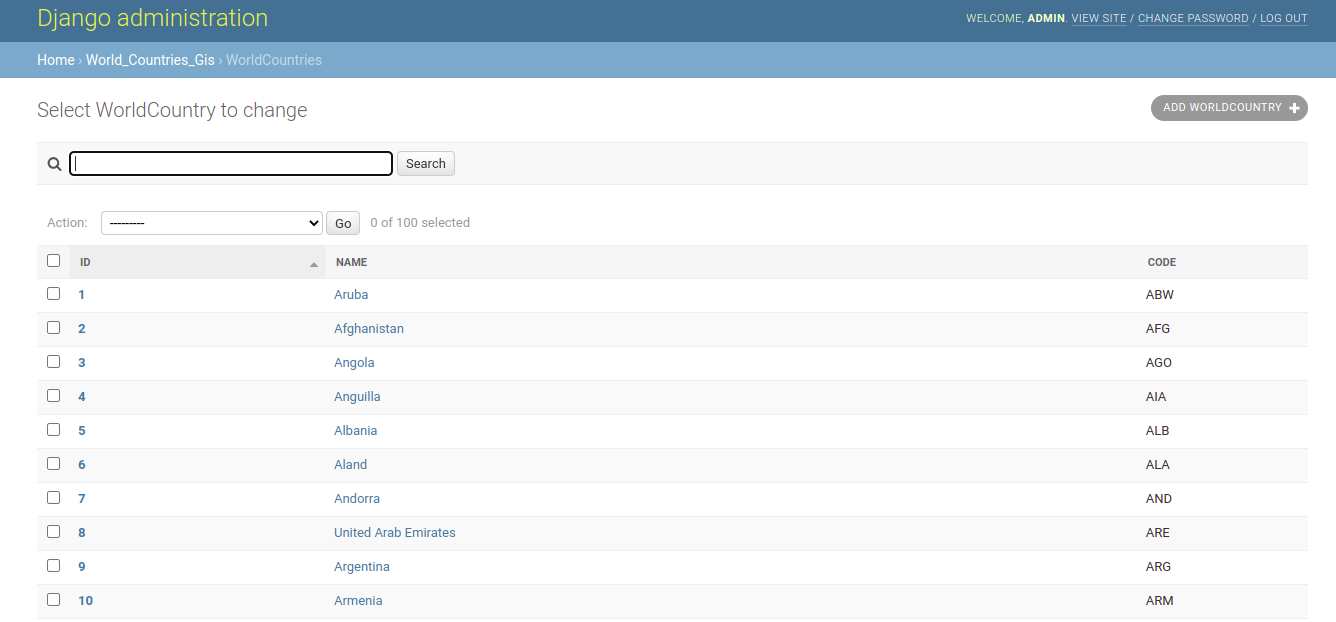 Django administration
WELCOME, ADMIN. VIEW SITE / CHANGE PASSWORD / LOG OUT
Home › World_Countries_Gis › WorldCountries
Select WorldCountry to change
ADD WORLDCOUNTRY +
Search
Action: --------- Go 0 of 100 selected
ID NAME CODE
1 Aruba ABW
2 Afghanistan AFG
3 Angola AGO
4 Anguilla AIA
5 Albania ALB
6 Aland ALA
7 Andorra AND
8 United Arab Emirates ARE
9 Argentina ARG
10 Armenia ARM